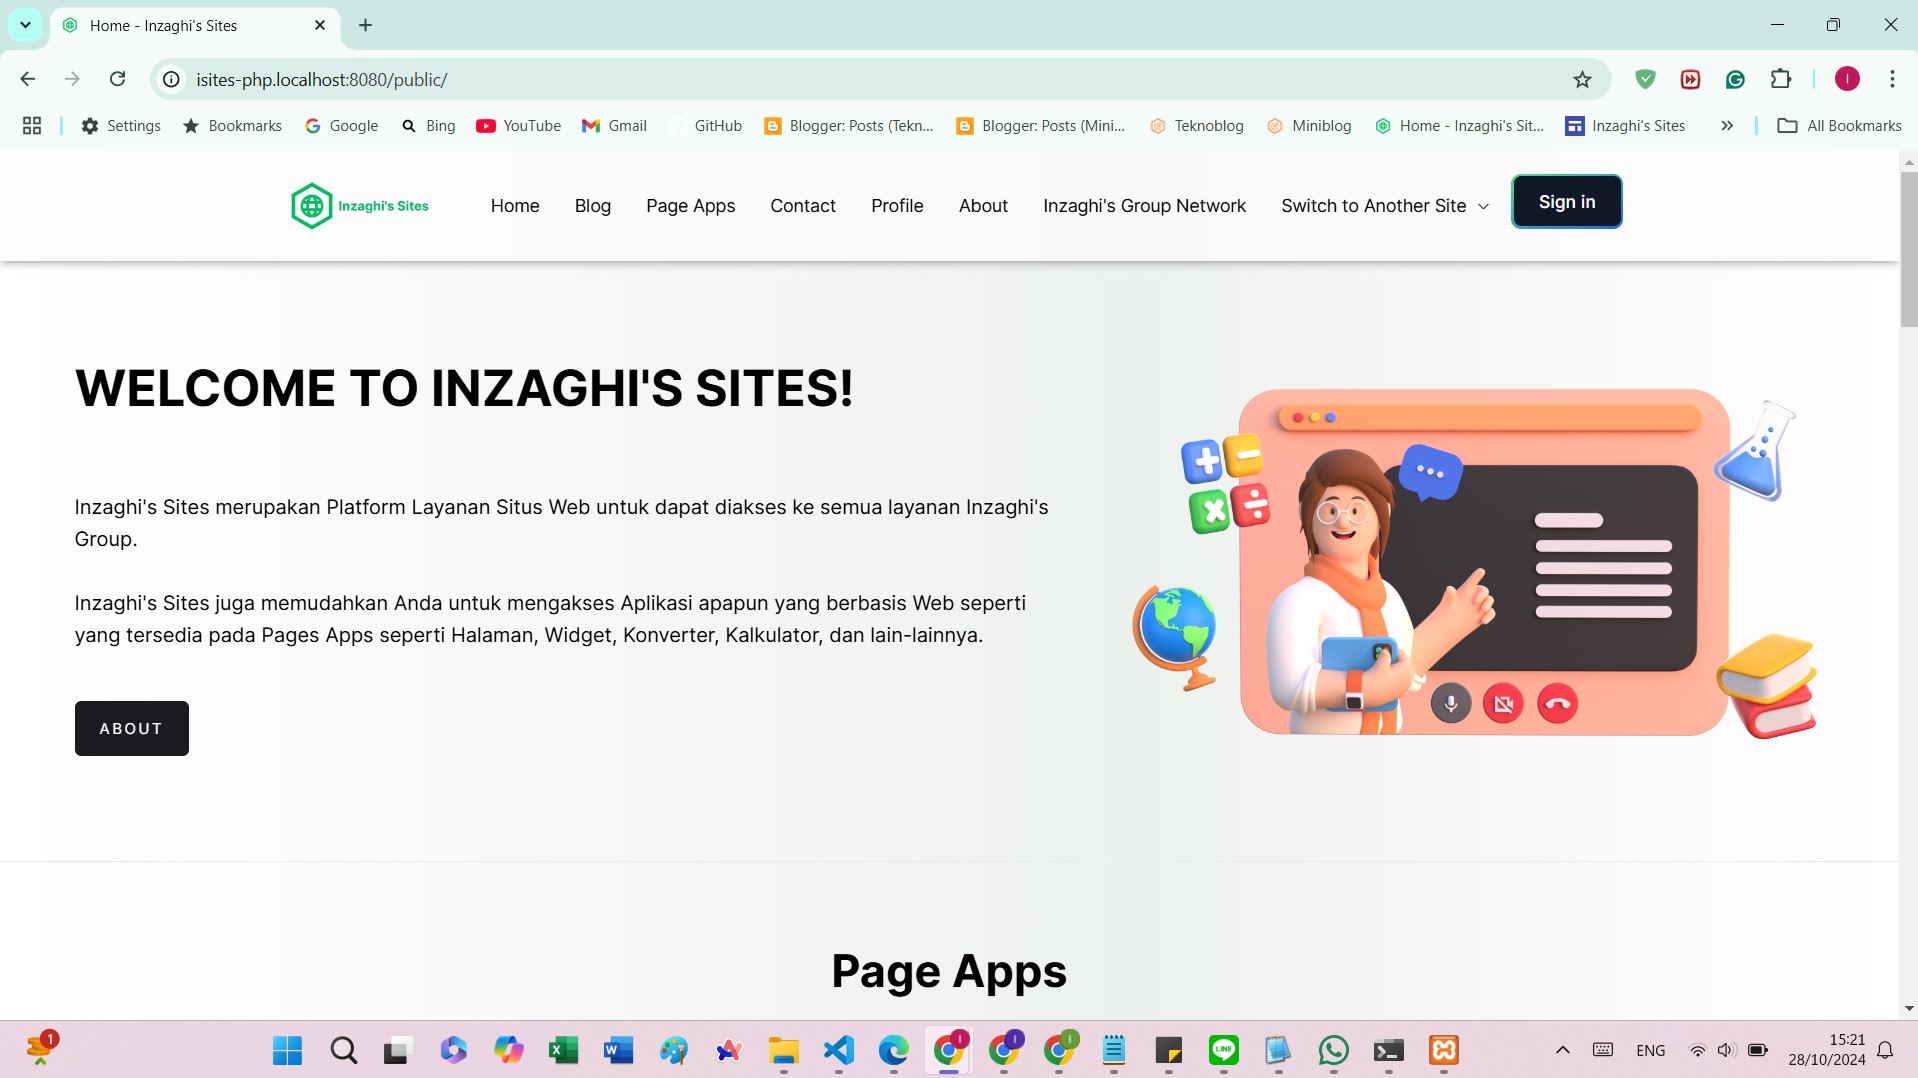 Home - Inzaghi's Sites
isites-php.localhost:8080/public/
I
Settings Bookmarks Google Bing YouTube Gmail GitHub Blogger: Posts (Tekn... Blogger: Posts (Mini... Teknoblog Miniblog Home - Inzaghi's Sit... Inzaghi's Sites All Bookmarks
Inzaghi's Sites Home Blog Page Apps Contact Profile About Inzaghi's Group Network Switch to Another Site Sign in
WELCOME TO INZAGHI'S SITES!
Inzaghi's Sites merupakan Platform Layanan Situs Web untuk dapat diakses ke semua layanan Inzaghi's
Group.
Inzaghi's Sites juga memudahkan Anda untuk mengakses Aplikasi apapun yang berbasis Web seperti
yang tersedia pada Pages Apps seperti Halaman, Widget, Konverter, Kalkulator, dan lain-lainnya.
ABOUT
Page Apps
1
ENG
15:21
28/10/2024